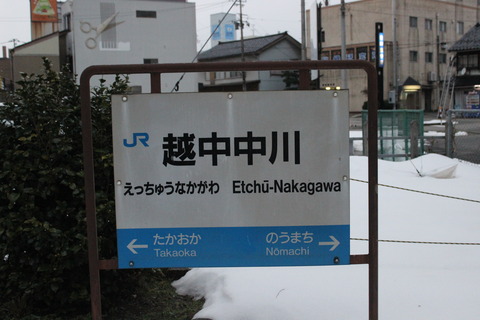 JR 越中中川
えっちゅうなかがわ Etchū-Nakagawa
← たかおか のうまち →
Takaoka Nōmachi